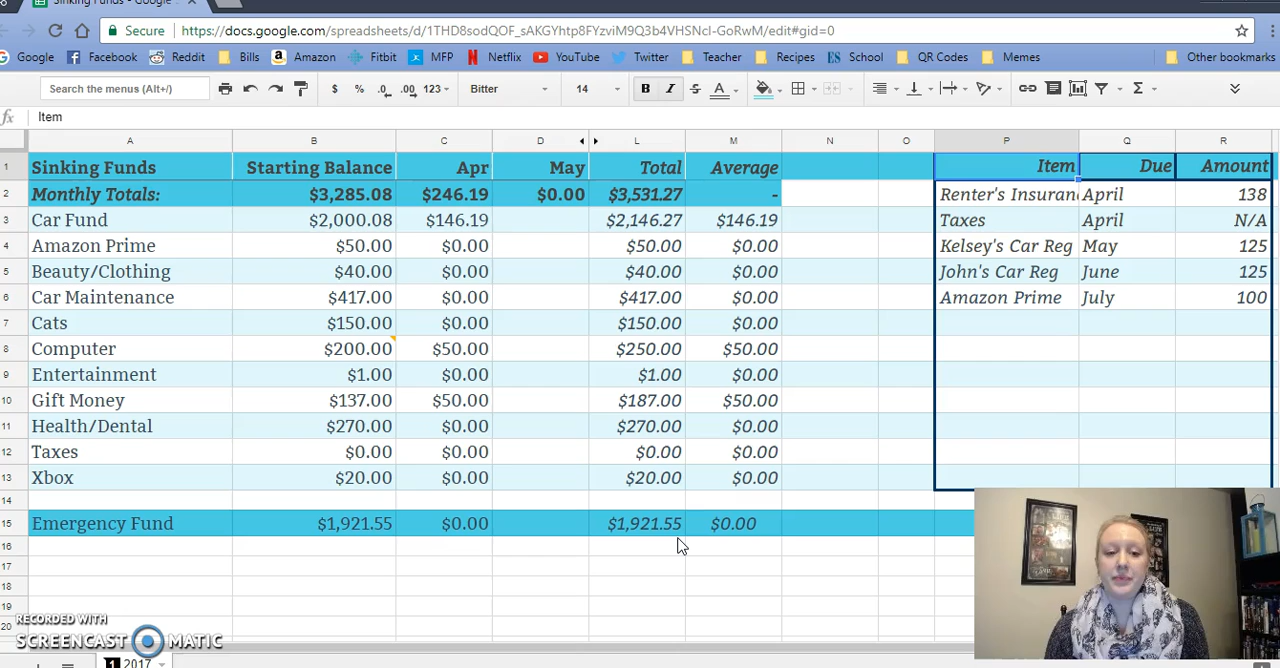 Sinking Funds - Google
Secure https://docs.google.com/spreadsheets/d/1THD8sodQOF_sAKGYhtp8FYzviM9Q3b4VHSNcI-GoRwM/edit#gid=0
Google Facebook Reddit Bills Amazon Fitbit MFP Netflix YouTube Twitter Teacher Recipes ES School QR Codes Memes Other bookmarks
Search the menus (Alt+/) $ % .0 .00 123 Bitter 14 B I S A Σ
fx Item
A B C D L M N O P Q R
1 Sinking Funds Starting Balance Apr May Total Average Item Due Amount
2 Monthly Totals: $3,285.08 $246.19 $0.00 $3,531.27 - Renter's Insuran April 138
3 Car Fund $2,000.08 $146.19 $2,146.27 $146.19 Taxes April N/A
4 Amazon Prime $50.00 $0.00 $50.00 $0.00 Kelsey's Car Reg May 125
5 Beauty/Clothing $40.00 $0.00 $40.00 $0.00 John's Car Reg June 125
6 Car Maintenance $417.00 $0.00 $417.00 $0.00 Amazon Prime July 100
7 Cats $150.00 $0.00 $150.00 $0.00
8 Computer $200.00 $50.00 $250.00 $50.00
9 Entertainment $1.00 $0.00 $1.00 $0.00
10 Gift Money $137.00 $50.00 $187.00 $50.00
11 Health/Dental $270.00 $0.00 $270.00 $0.00
12 Taxes $0.00 $0.00 $0.00 $0.00
13 Xbox $20.00 $0.00 $20.00 $0.00
14
15 Emergency Fund $1,921.55 $0.00 $1,921.55 $0.00
16
17
18
19
20
RECORDED WITH
SCREENCAST MATIC
1 2017